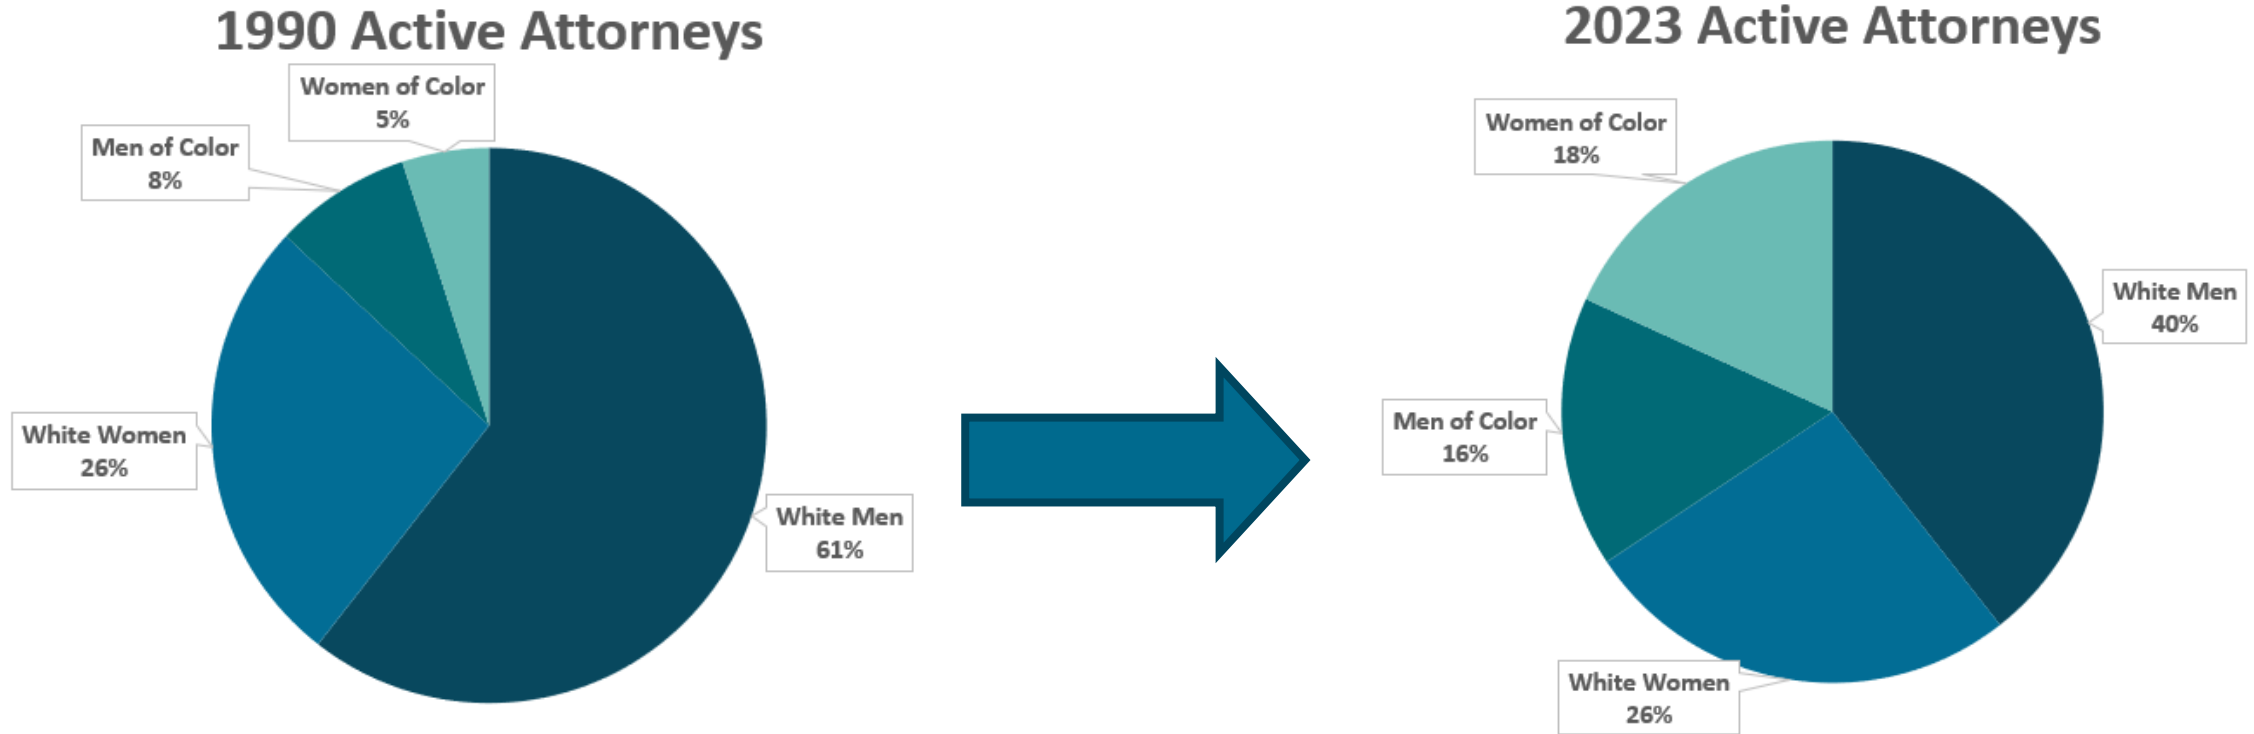 1990 Active Attorneys
Women of Color
5%
Men of Color
8%
White Women
26%
White Men
61%
2023 Active Attorneys
Women of Color
18%
White Men
40%
Men of Color
16%
White Women
26%